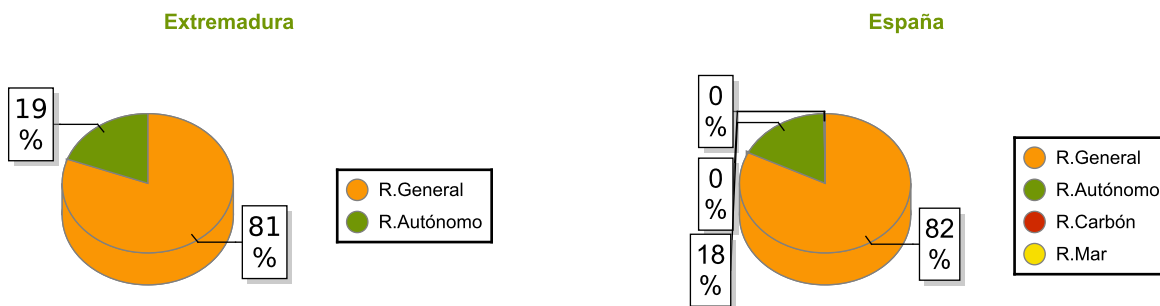 Extremadura
19
%
81
%
R.General
R.Autónomo
España
0
%
0
%
18
%
82
%
R.General
R.Autónomo
R.Carbón
R.Mar